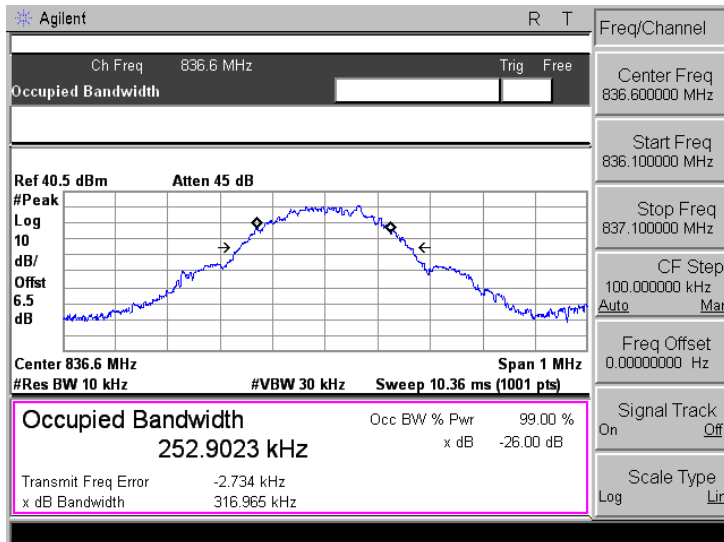 Agilent R T
Ch Freq 836.6 MHz Trig Free
Occupied Bandwidth
Ref 40.5 dBm Atten 45 dB
#Peak
Log
10
dB/
Offst
6.5
dB
Center 836.6 MHz Span 1 MHz
#Res BW 10 kHz #VBW 30 kHz Sweep 10.36 ms (1001 pts)
Occupied Bandwidth Occ BW % Pwr 99.00 %
252.9023 kHz x dB -26.00 dB
Transmit Freq Error -2.734 kHz
x dB Bandwidth 316.965 kHz
Freq/Channel
Center Freq
836.600000 MHz
Start Freq
836.100000 MHz
Stop Freq
837.100000 MHz
CF Step
100.000000 kHz
Auto Man
Freq Offset
0.00000000 Hz
Signal Track
On Off
Scale Type
Log Lin